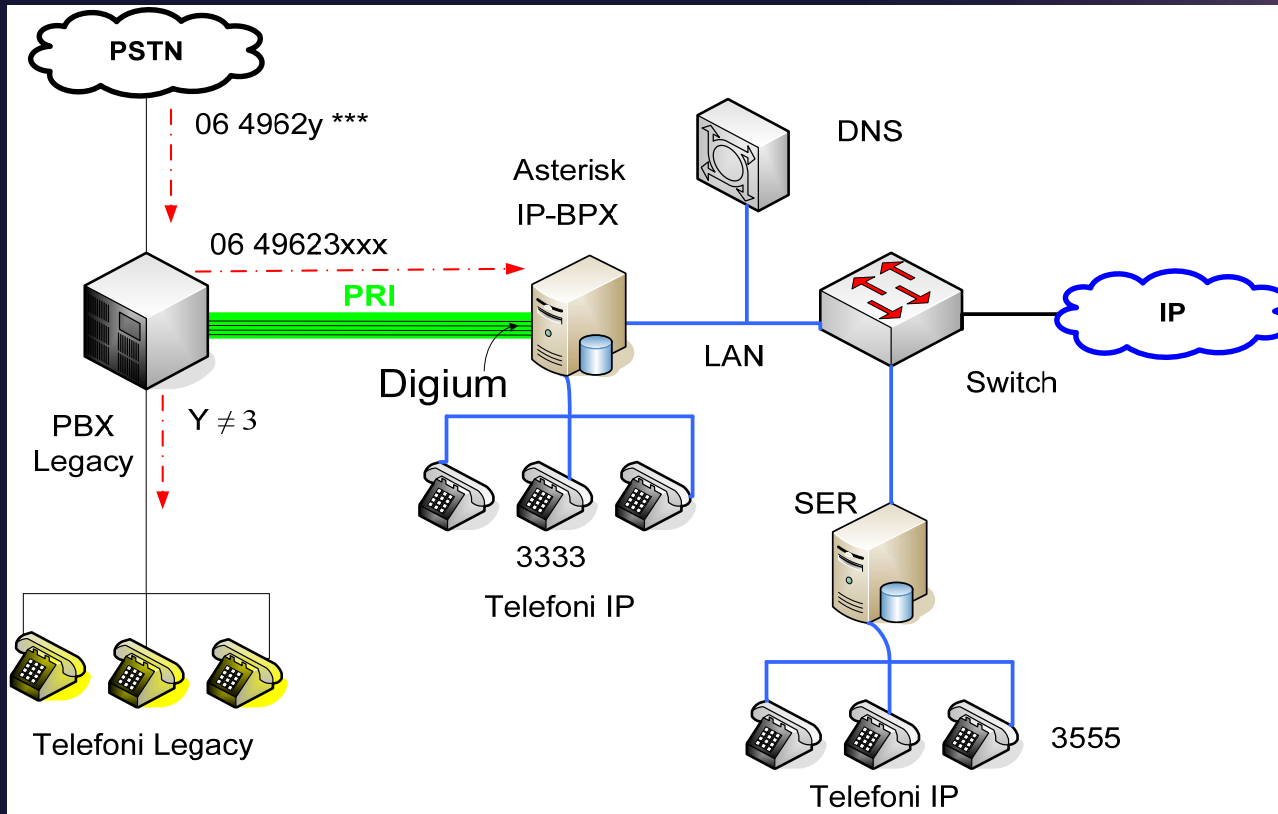 PSTN
06 4962y ***
DNS
Asterisk
IP-BPX
06 49623xxx
PRI
IP
LAN
Digium
Switch
PBX
Legacy
Y ≠ 3
SER
3333
Telefoni IP
Telefoni Legacy
3555
Telefoni IP